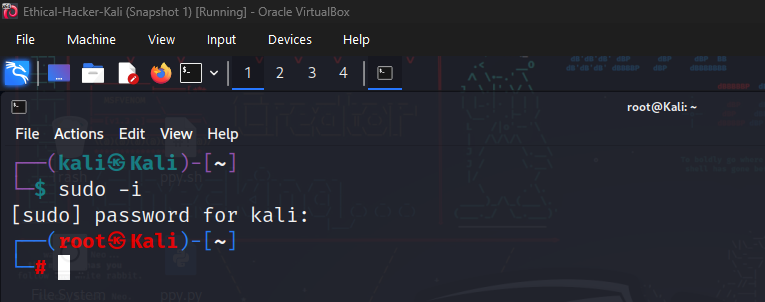 Ethical-Hacker-Kali (Snapshot 1) [Running] - Oracle VirtualBox
File Machine View Input Devices Help
1 2 3 4
root@Kali: ~
File Actions Edit View Help
┌──(kali㉿Kali)-[~]
└─$ sudo -i
[sudo] password for kali:
┌──(root㉿Kali)-[~]
└─#
File System ppy.py